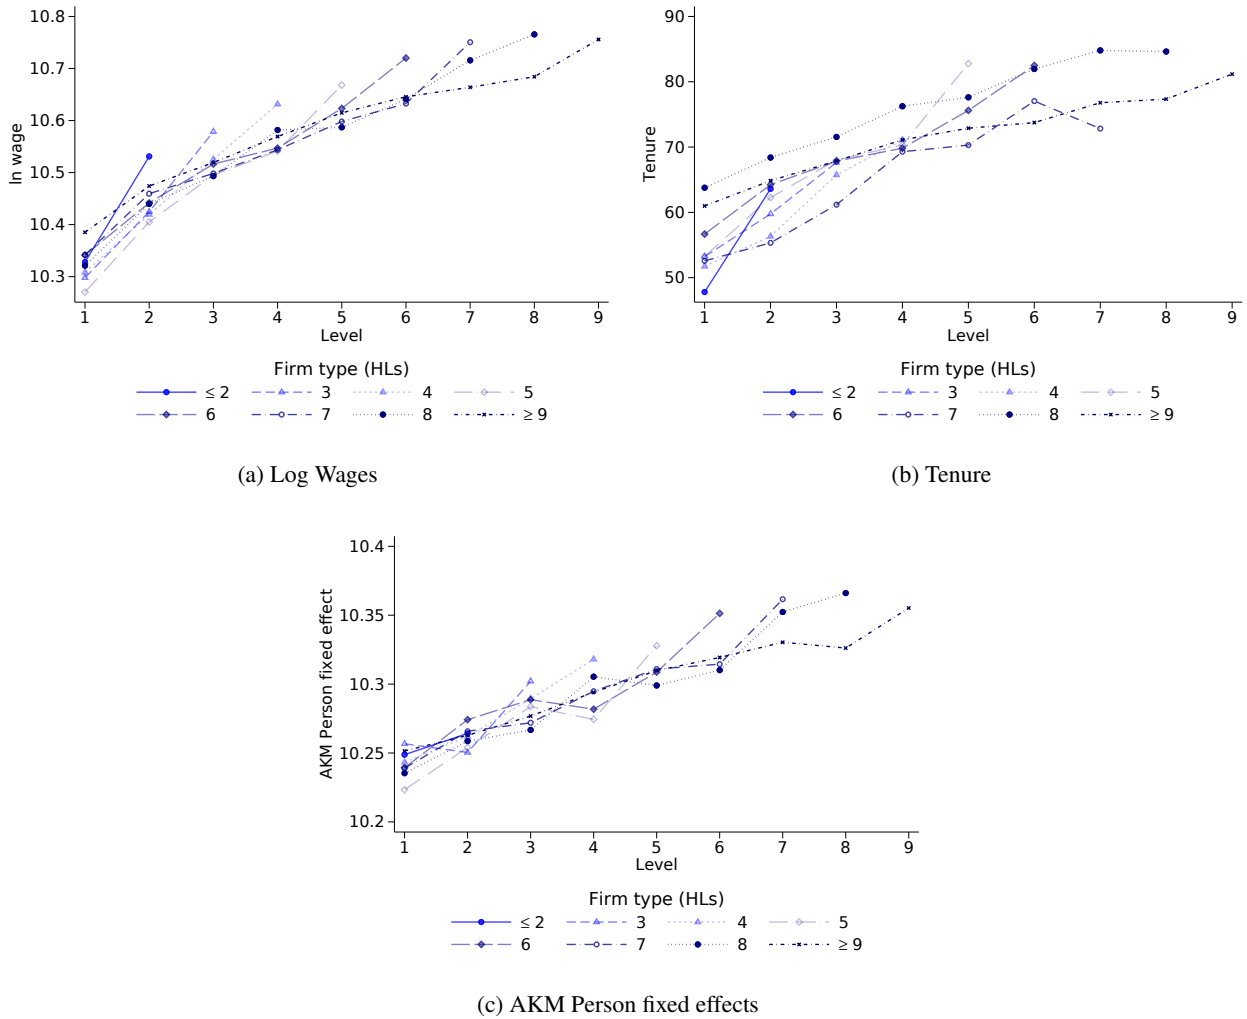 10.8
10.7
10.6
10.5
10.4
10.3
ln wage
1 2 3 4 5 6 7 8 9
Level
Firm type (HLs)
≤ 2 3 4 5
6 7 8 ≥ 9
(a) Log Wages
90
80
70
60
50
Tenure
1 2 3 4 5 6 7 8 9
Level
Firm type (HLs)
≤ 2 3 4 5
6 7 8 ≥ 9
(b) Tenure
10.4
10.35
10.3
10.25
10.2
AKM Person fixed effect
1 2 3 4 5 6 7 8 9
Level
Firm type (HLs)
≤ 2 3 4 5
6 7 8 ≥ 9
(c) AKM Person fixed effects